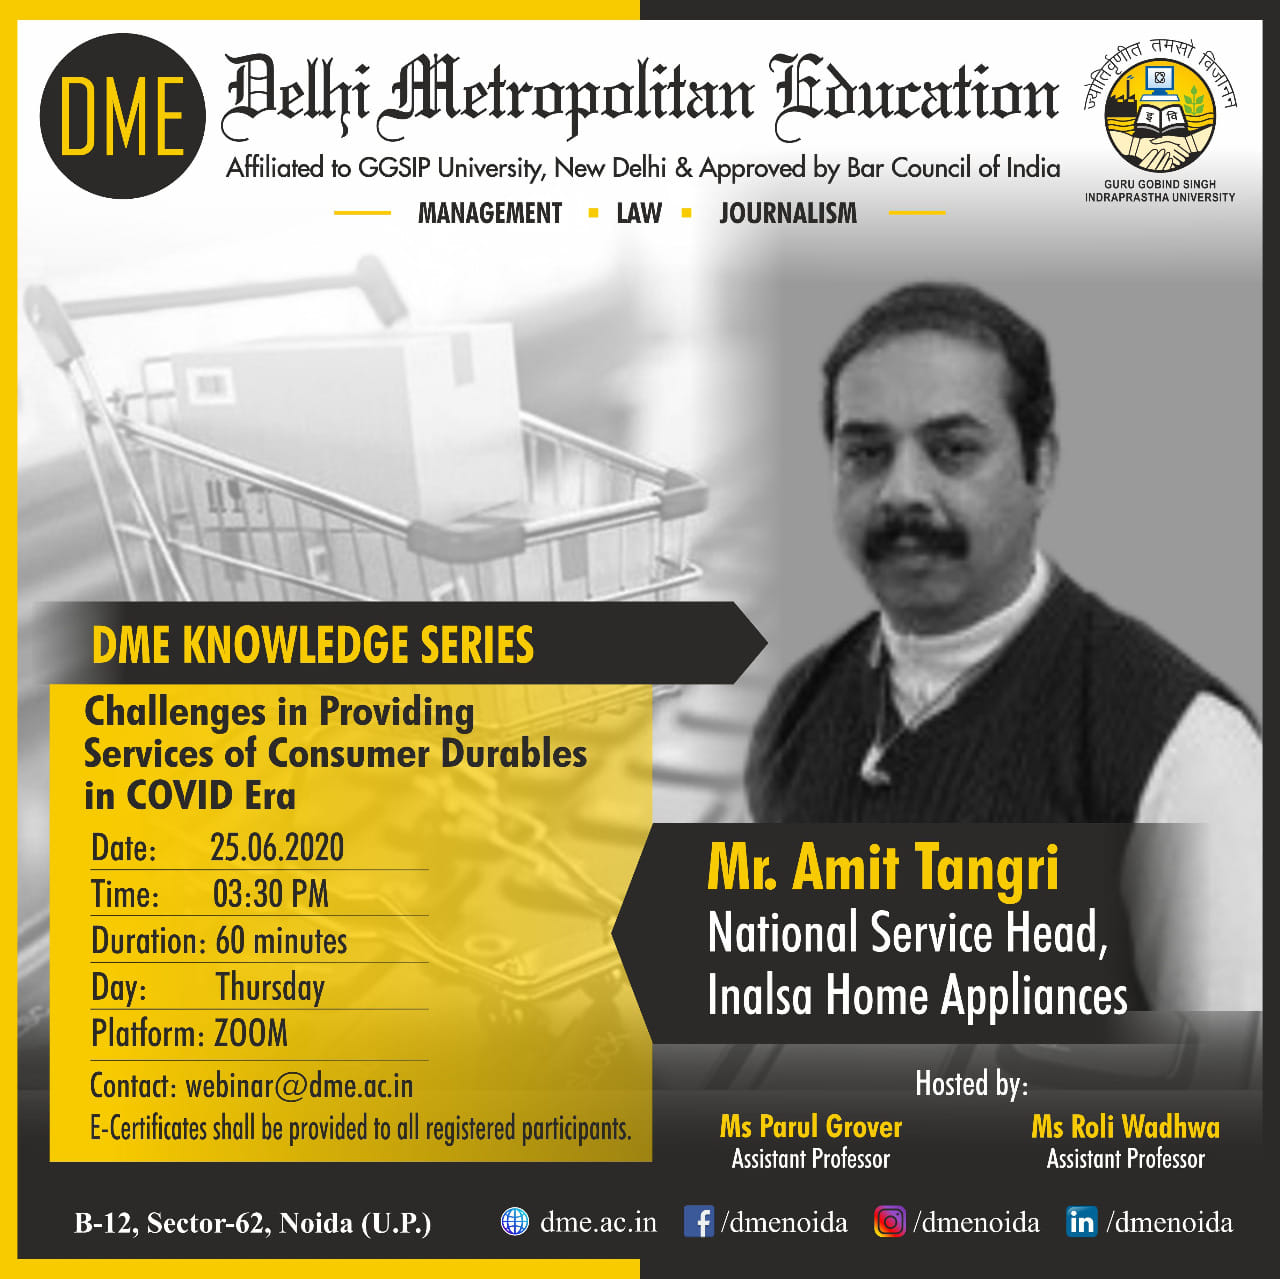 DME
Delhi Metropolitan Education
Affiliated to GGSIP University, New Delhi & Approved by Bar Council of India
MANAGEMENT ▪ LAW ▪ JOURNALISM
ज्योतिर्वृणीत तमसो विजानन
इ वि
GURU GOBIND SINGH
INDRAPRASTHA UNIVERSITY
DME KNOWLEDGE SERIES
Challenges in Providing
Services of Consumer Durables
in COVID Era
Date: 25.06.2020
Time: 03:30 PM
Duration: 60 minutes
Day: Thursday
Platform: ZOOM
Contact: webinar@dme.ac.in
E-Certificates shall be provided to all registered participants.
Mr. Amit Tangri
National Service Head,
Inalsa Home Appliances
Hosted by:
Ms Parul Grover
Assistant Professor
Ms Roli Wadhwa
Assistant Professor
B-12, Sector-62, Noida (U.P.)
dme.ac.in
/dmenoida
/dmenoida
/dmenoida